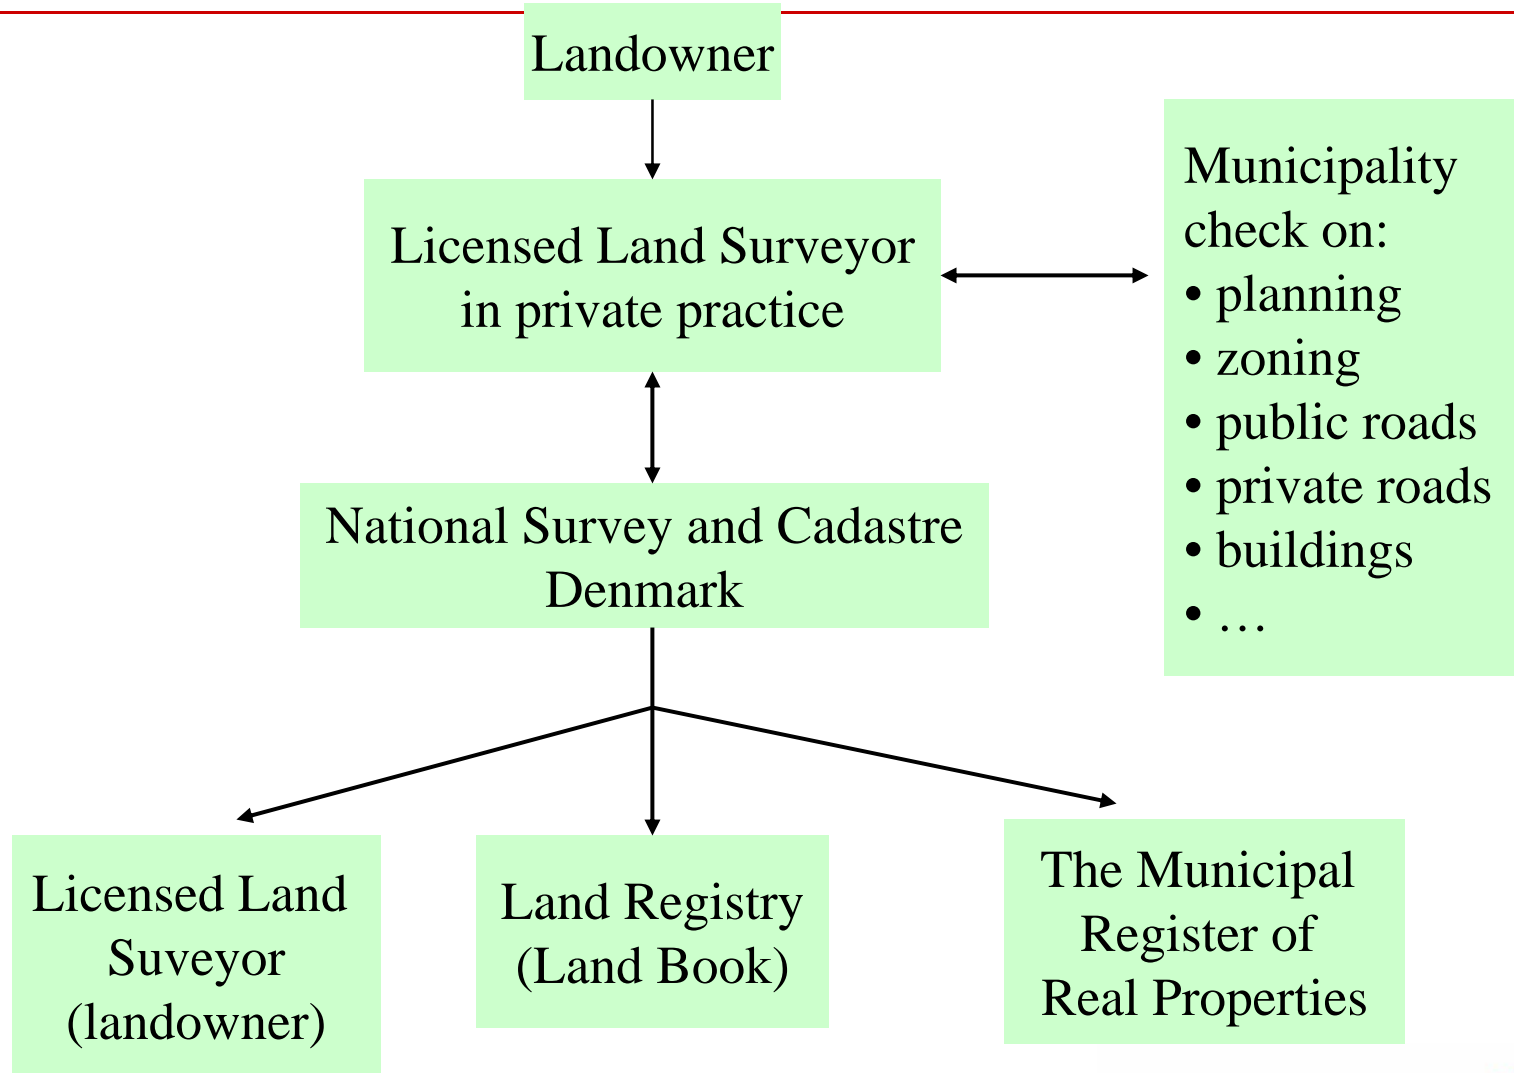 Landowner
Licensed Land Surveyor
in private practice
Municipality
check on:
• planning
• zoning
• public roads
• private roads
• buildings
• …
National Survey and Cadastre
Denmark
Licensed Land
Suveyor
(landowner)
Land Registry
(Land Book)
The Municipal
Register of
Real Properties